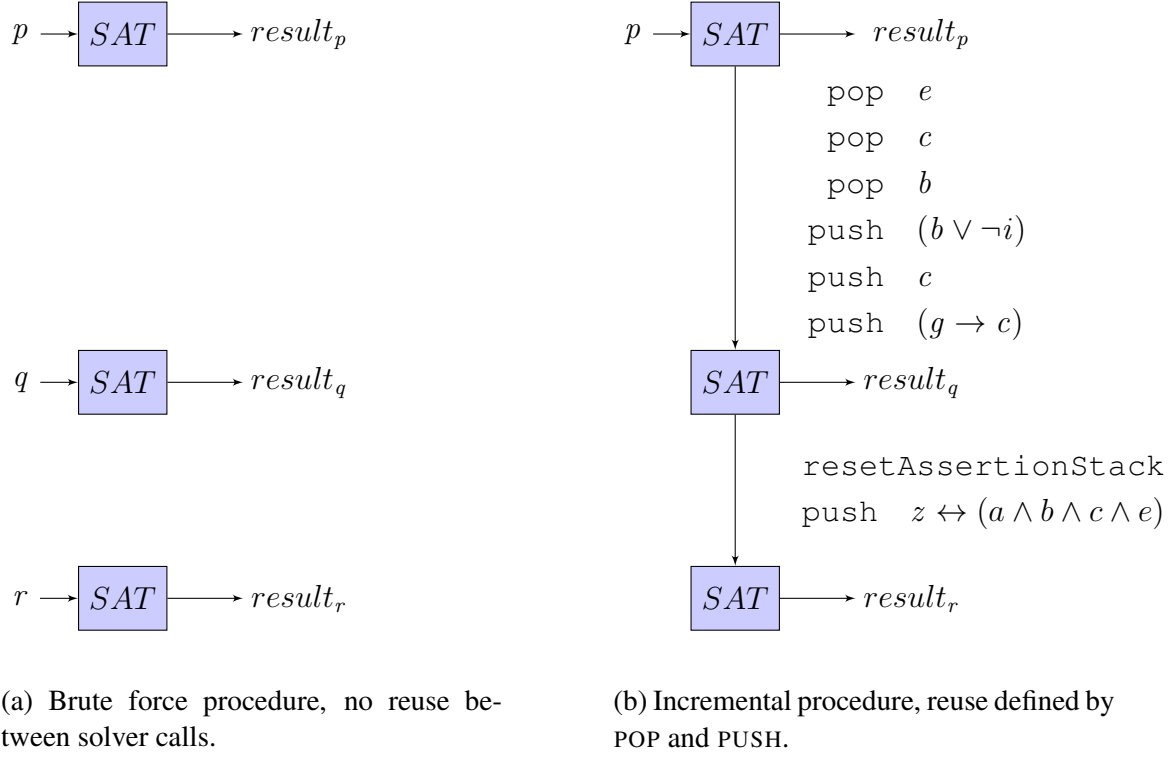 p SAT result_p
q SAT result_q
r SAT result_r
(a) Brute force procedure, no reuse be-
tween solver calls.
p SAT result_p
pop e
pop c
pop b
push (b ∨ ¬i)
push c
push (g → c)
SAT result_q
resetAssertionStack
push z ↔ (a ∧ b ∧ c ∧ e)
SAT result_r
(b) Incremental procedure, reuse defined by
POP and PUSH.